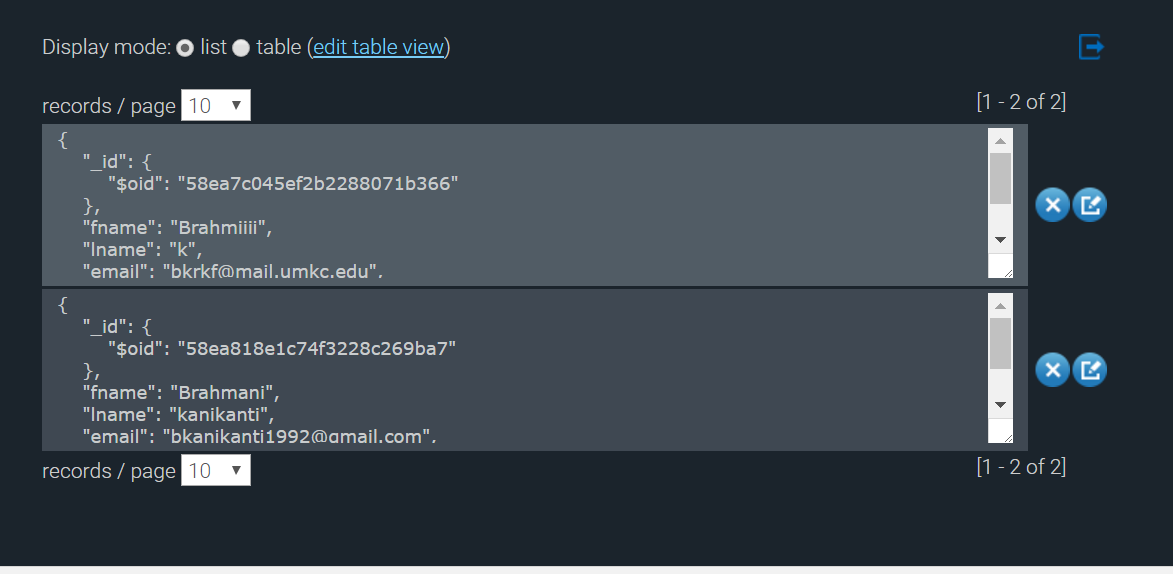 Display mode: list table (edit table view)
records / page 10 [1 - 2 of 2]
{
"_id": {
"$oid": "58ea7c045ef2b2288071b366"
},
"fname": "Brahmiiii",
"lname": "k",
"email": "bkrkf@mail.umkc.edu",
{
"_id": {
"$oid": "58ea818e1c74f3228c269ba7"
},
"fname": "Brahmani",
"lname": "kanikanti",
"email": "bkanikanti1992@gmail.com",
records / page 10 [1 - 2 of 2]